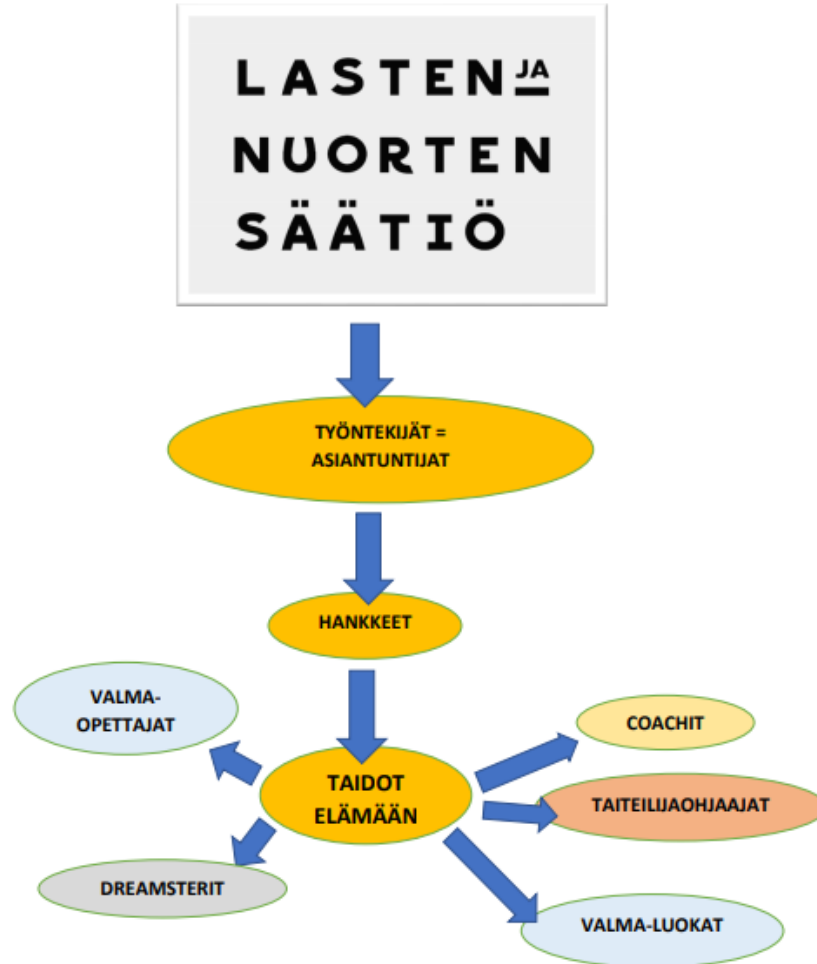 LASTEN JA
NUORTEN
SÄÄTIÖ
TYÖNTEKIJÄT =
ASIANTUNTIJAT
HANKKEET
VALMA-
OPETTAJAT
COACHIT
TAIDOT
ELÄMÄÄN
TAITEILIJAOHJAAJAT
DREAMSTERIT
VALMA-LUOKAT